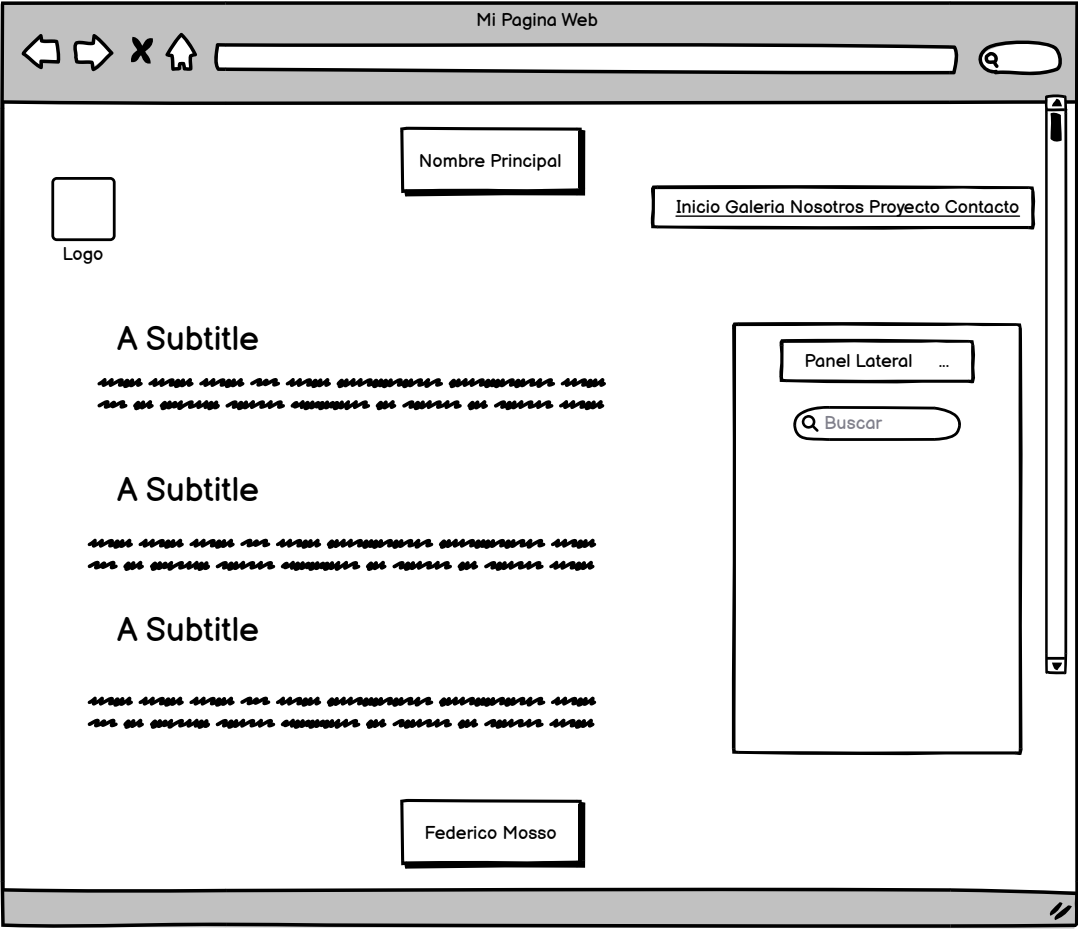 Mi Pagina Web
Nombre Principal
Inicio Galeria Nosotros Proyecto Contacto
Logo
A Subtitle
Panel Lateral ...
Buscar
A Subtitle
A Subtitle
Federico Mosso